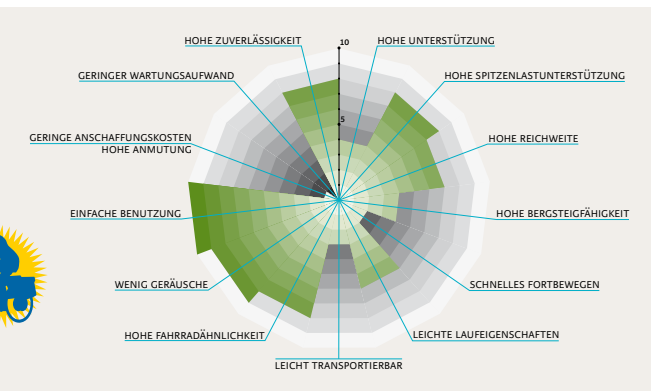 HOHE ZUVERLÄSSIGKEIT
10
HOHE UNTERSTÜTZUNG
GERINGER WARTUNGSAUFWAND
HOHE SPITZENLASTUNTERSTÜTZUNG
5
GERINGE ANSCHAFFUNGSKOSTEN
HOHE ANMUTUNG
HOHE REICHWEITE
EINFACHE BENUTZUNG
HOHE BERGSTEIGFÄHIGKEIT
WENIG GERÄUSCHE
SCHNELLES FORTBEWEGEN
HOHE FAHRRADÄHNLICHKEIT
LEICHTE LAUFEIGENSCHAFTEN
LEICHT TRANSPORTIERBAR